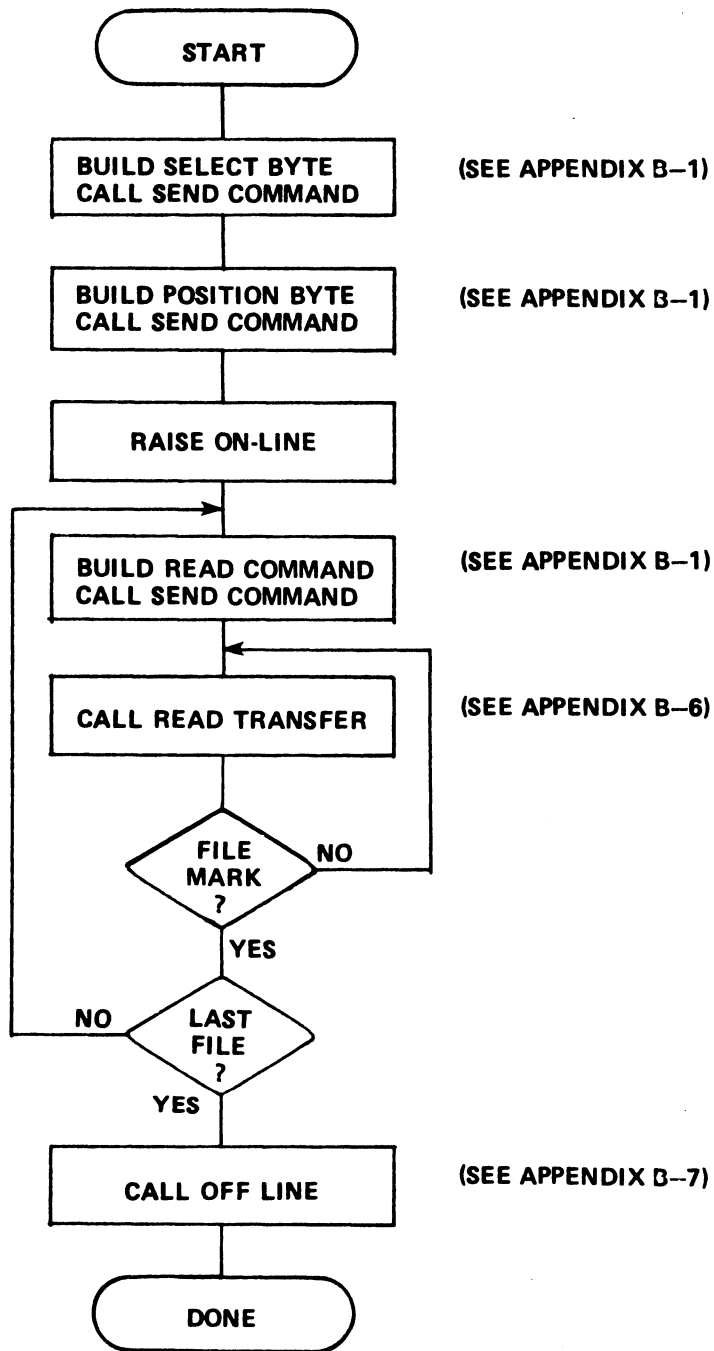 START
BUILD SELECT BYTE
CALL SEND COMMAND
(SEE APPENDIX B–1)
BUILD POSITION BYTE
CALL SEND COMMAND
(SEE APPENDIX B–1)
RAISE ON-LINE
BUILD READ COMMAND
CALL SEND COMMAND
(SEE APPENDIX B–1)
CALL READ TRANSFER
(SEE APPENDIX B–6)
FILE
MARK
?
NO
YES
LAST
FILE
?
NO
YES
CALL OFF LINE
(SEE APPENDIX B–7)
DONE